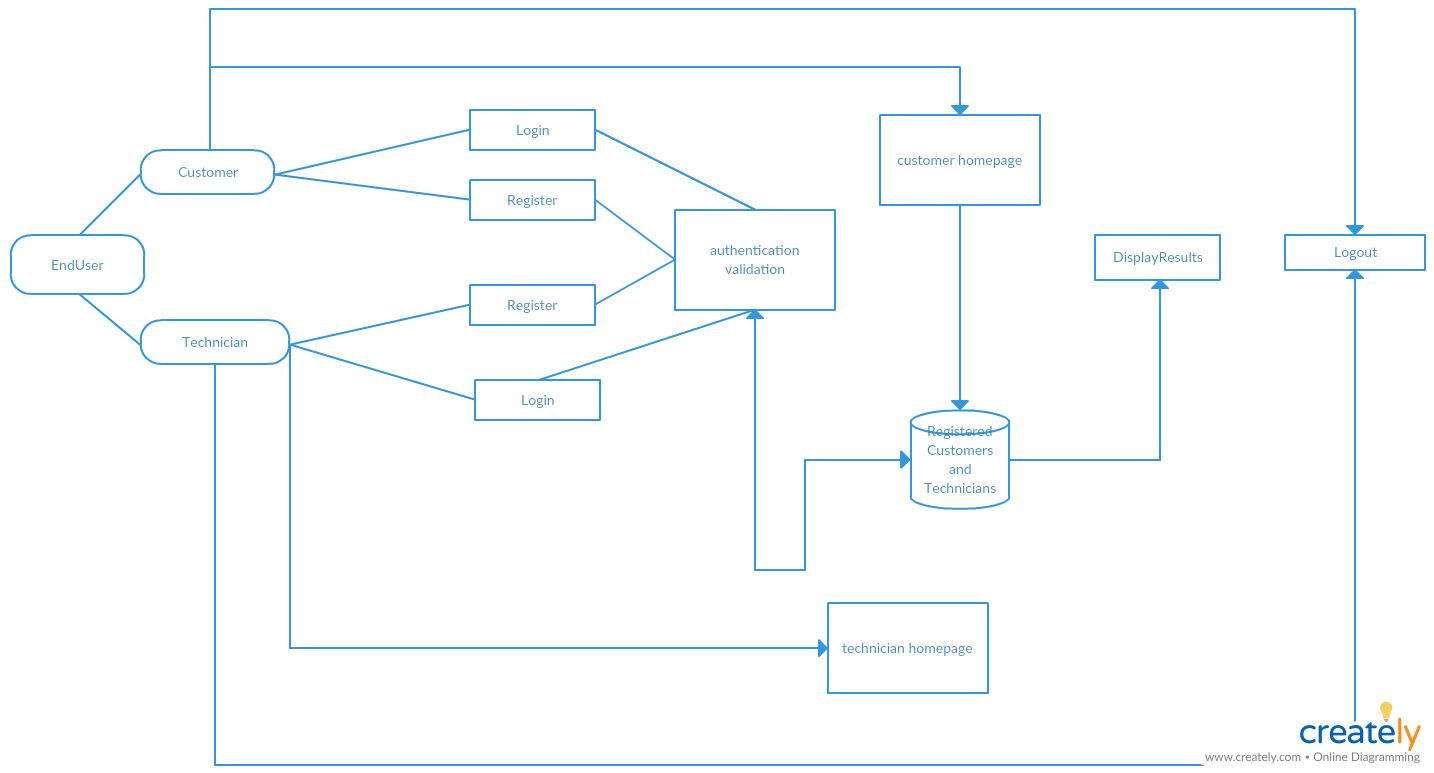 Login
customer homepage
Customer
Register
authentication
validation
EndUser
DisplayResults
Logout
Register
Technician
Login
Registered
Customers
and
Technicians
technician homepage
creately
www.creately.com • Online Diagramming